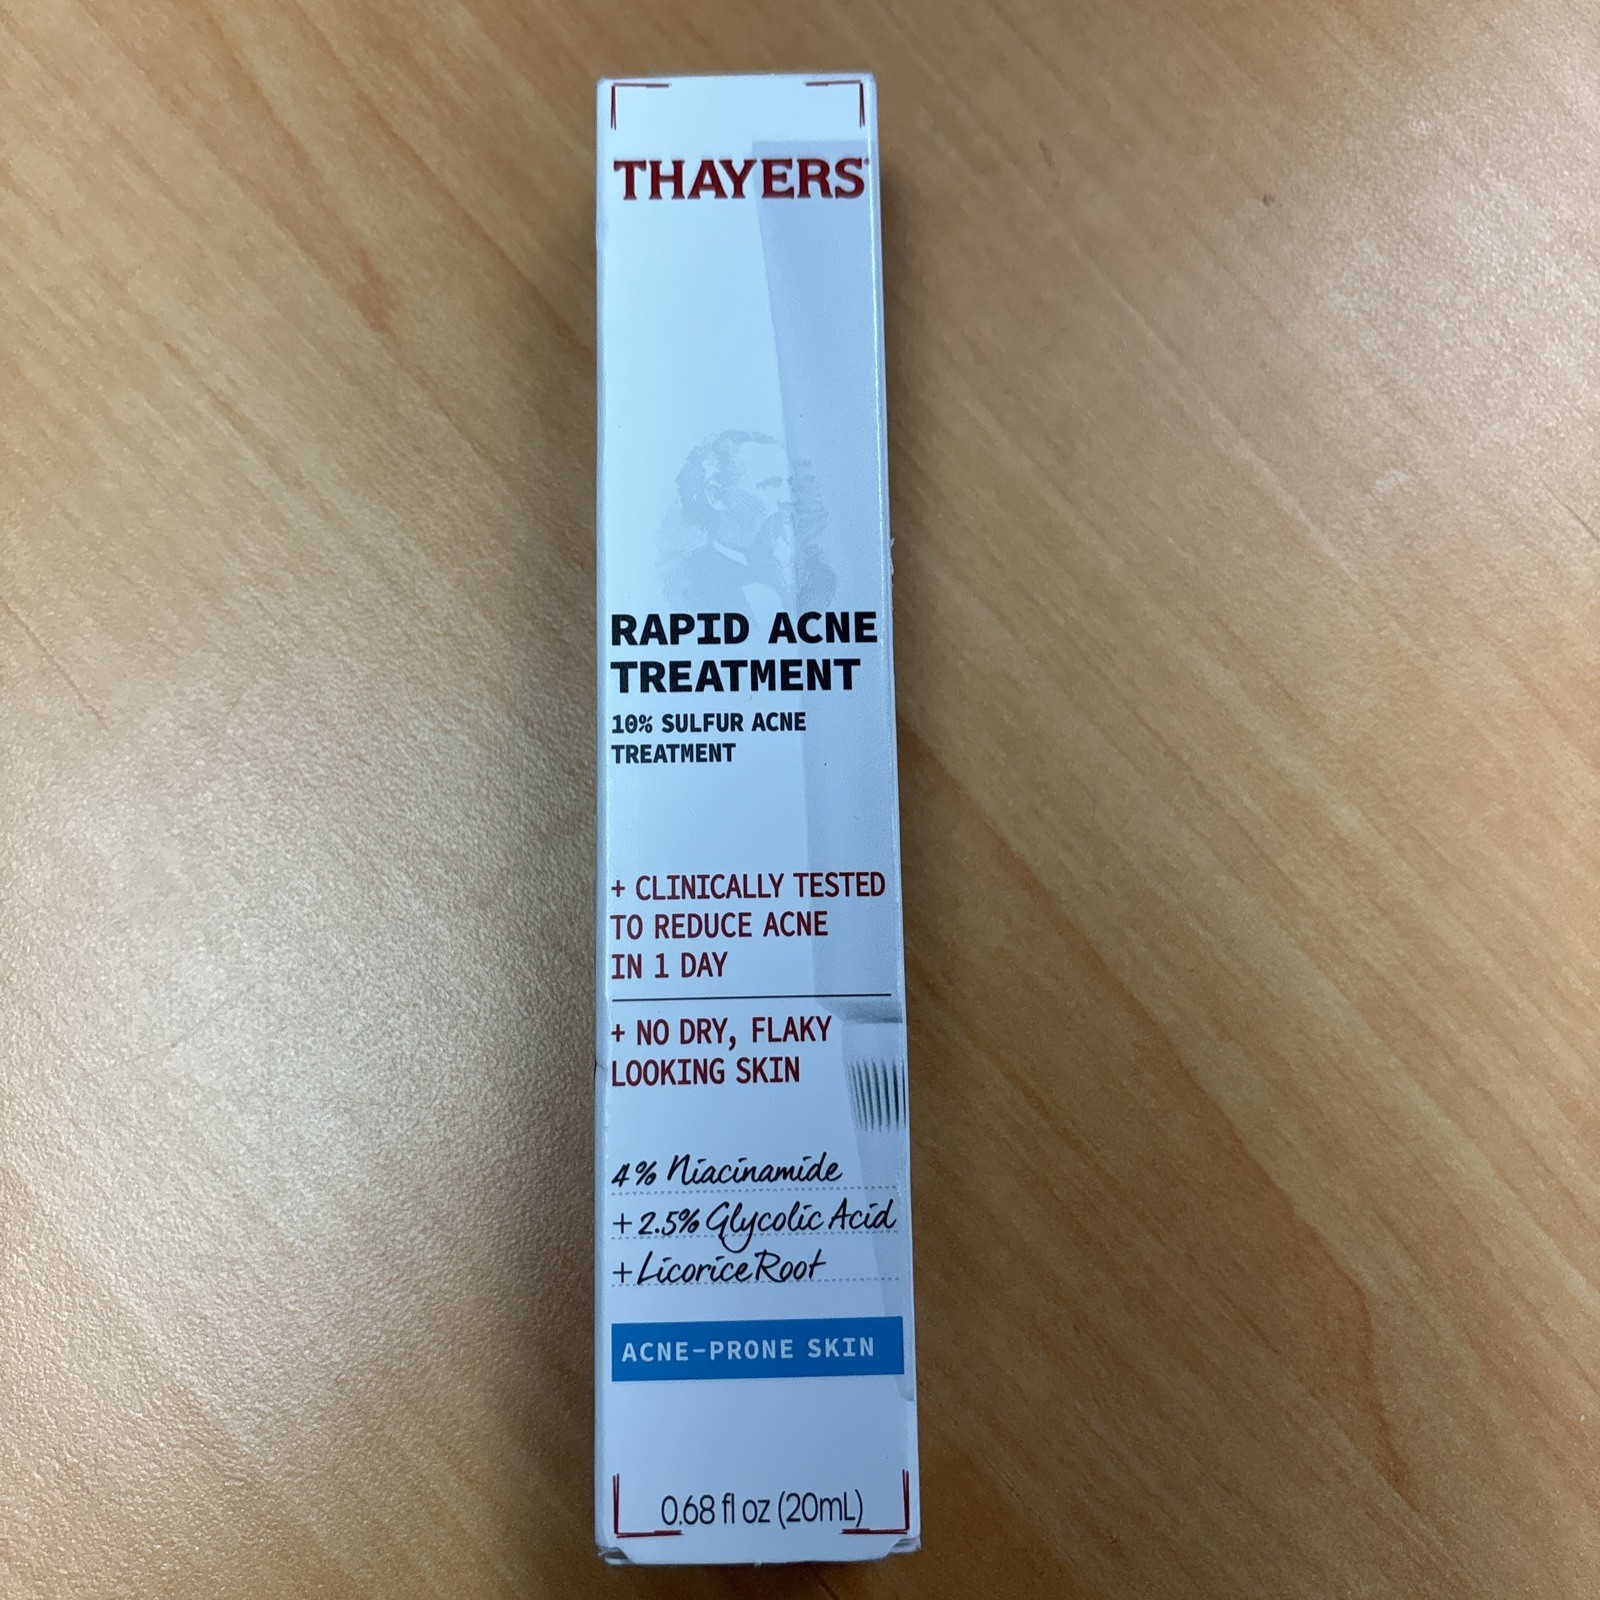 THAYERS
RAPID ACNE
TREATMENT
10% SULFUR ACNE
TREATMENT
+ CLINICALLY TESTED
TO REDUCE ACNE
IN 1 DAY
+ NO DRY, FLAKY
LOOKING SKIN
4% Niacinamide
+ 2.5% Glycolic Acid
+ Licorice Root
ACNE-PRONE SKIN
0.68 fl oz (20mL)